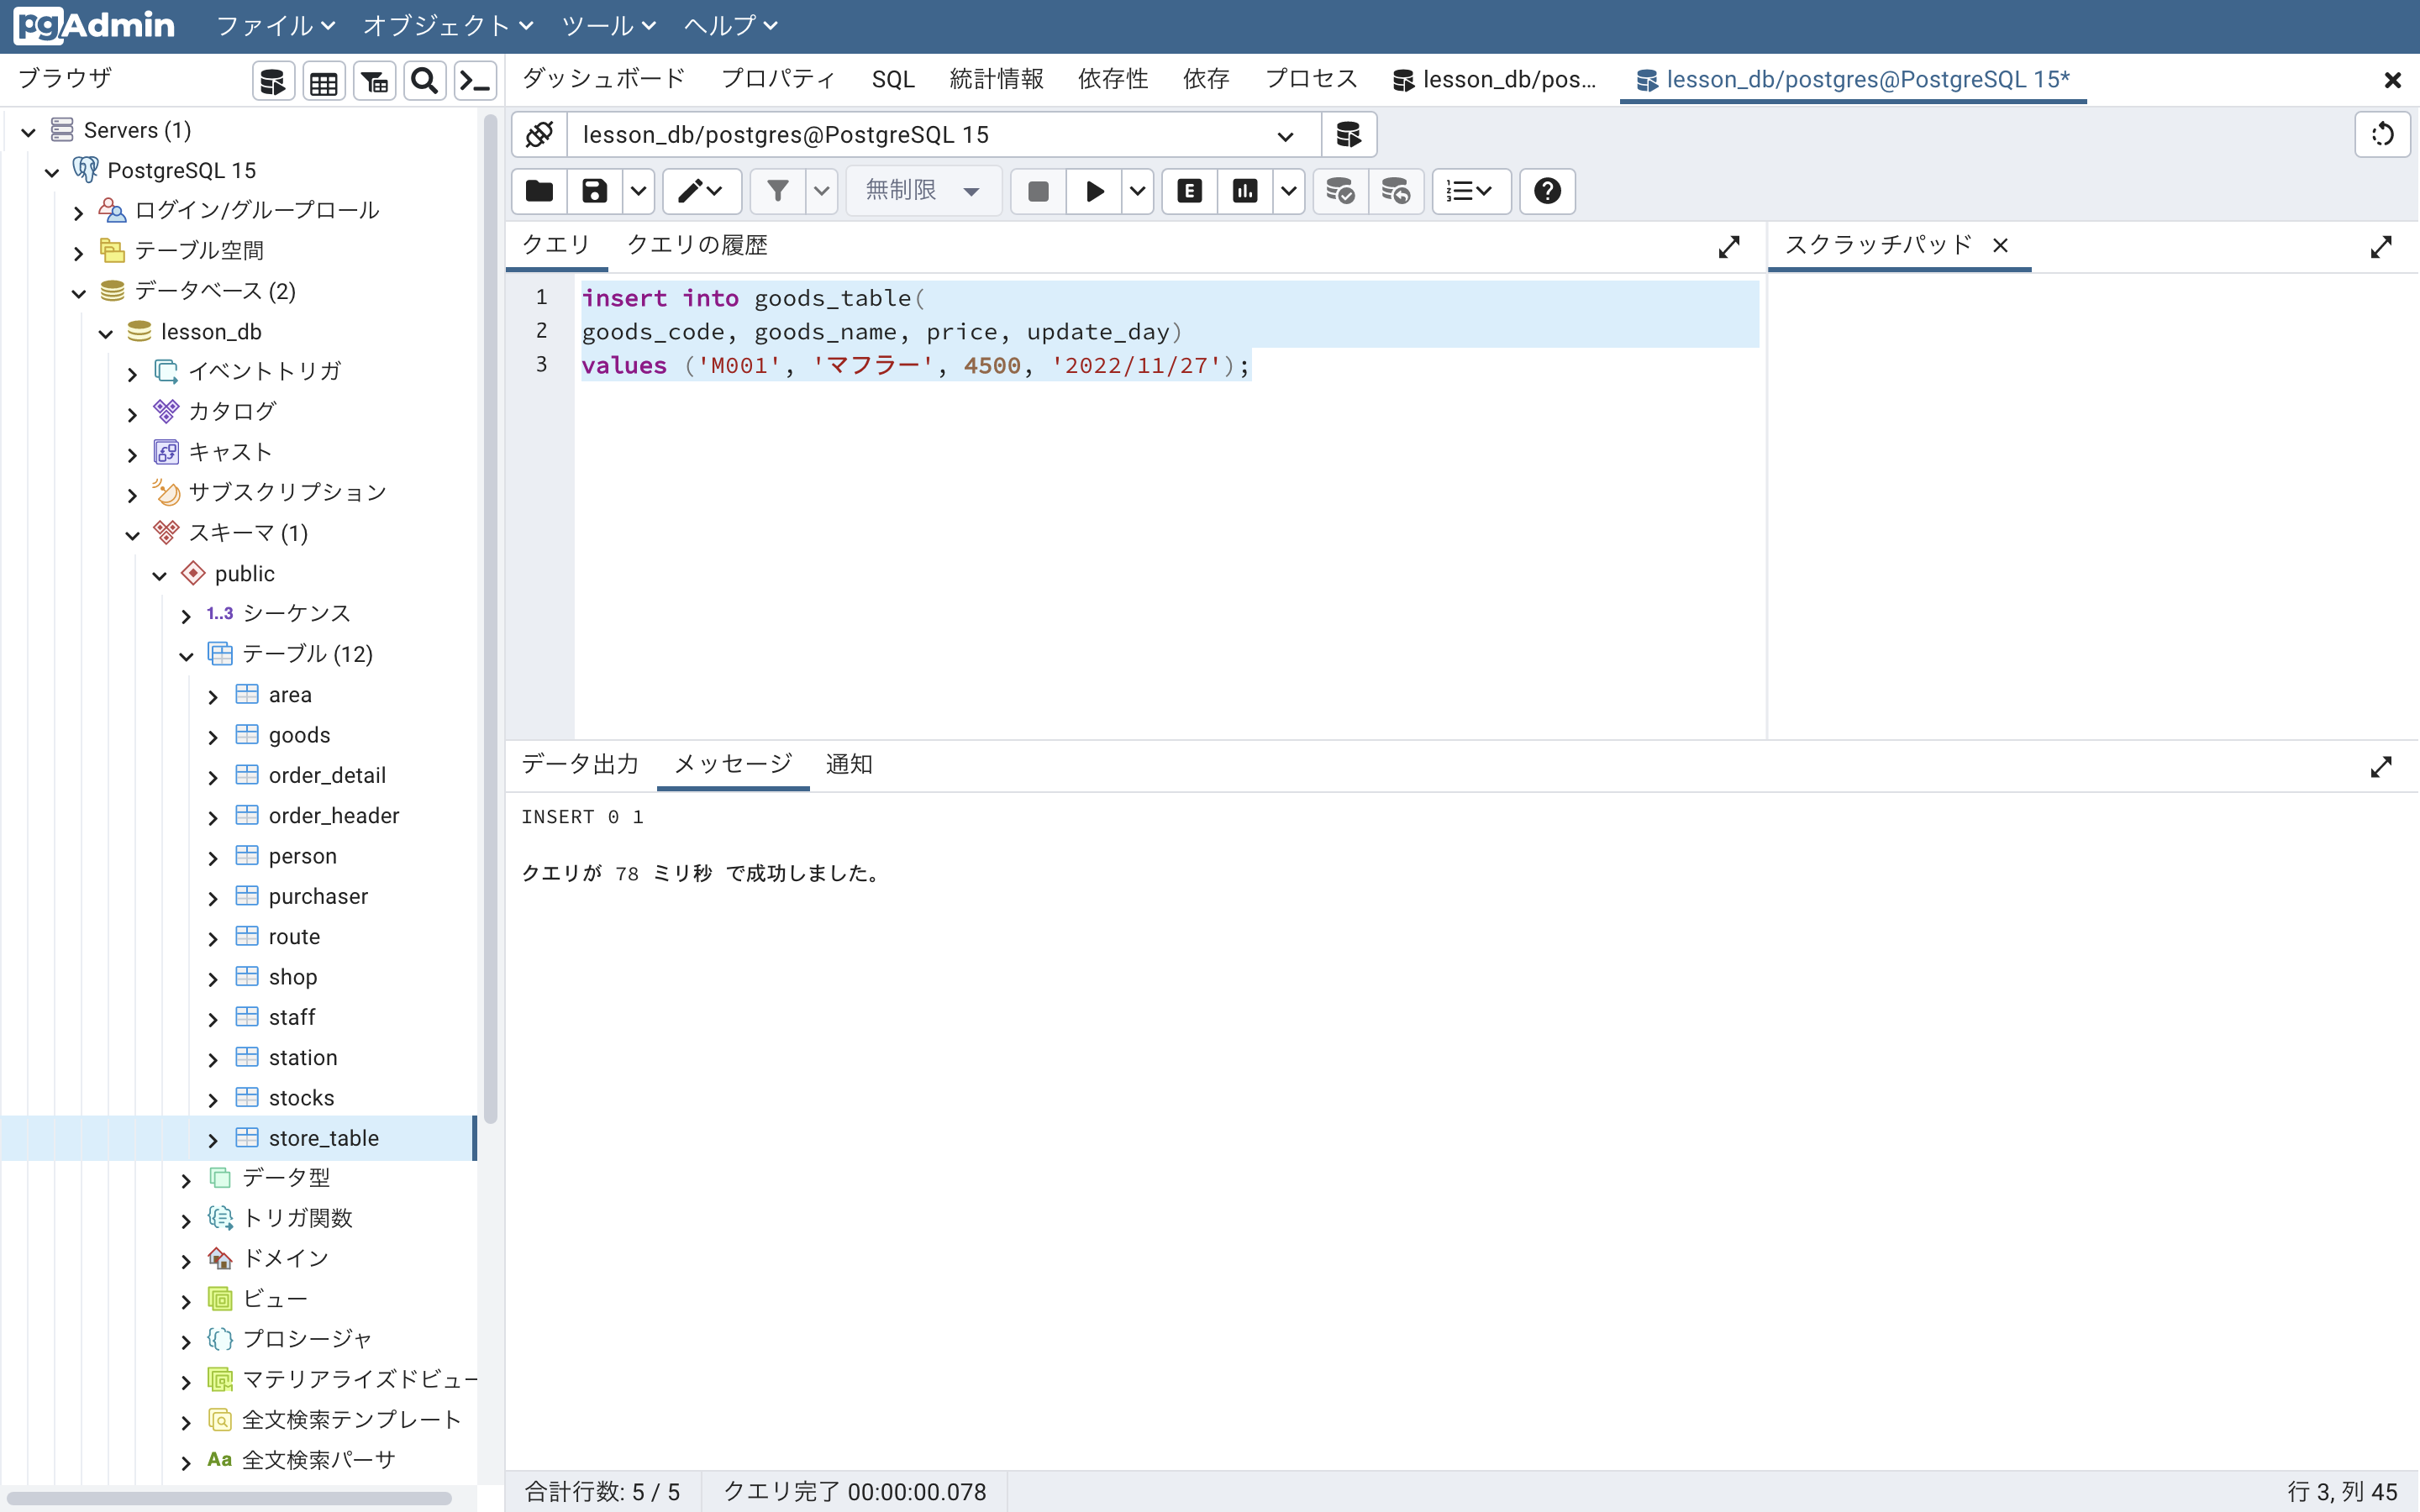 pgAdmin ファイル オブジェクト ツール ヘルプ
ブラウザ
ダッシュボード プロパティ SQL 統計情報 依存性 依存 プロセス lesson_db/pos... lesson_db/postgres@PostgreSQL 15*
Servers (1)
PostgreSQL 15
ログイン/グループロール
テーブル空間
データベース (2)
lesson_db
イベントトリガ
カタログ
キャスト
サブスクリプション
スキーマ (1)
public
1..3 シーケンス
テーブル (12)
area
goods
order_detail
order_header
person
purchaser
route
shop
staff
station
stocks
store_table
データ型
トリガ関数
ドメイン
ビュー
プロシージャ
マテリアライズドビュー
全文検索テンプレート
Aa 全文検索パーサ
lesson_db/postgres@PostgreSQL 15
無制限
E
クエリ クエリの履歴
スクラッチパッド
1 insert into goods_table(
2 goods_code, goods_name, price, update_day)
3 values ('M001', 'マフラー', 4500, '2022/11/27');
データ出力 メッセージ 通知
INSERT 0 1
クエリが 78 ミリ秒 で成功しました。
合計行数: 5 / 5 クエリ完了 00:00:00.078 行 3, 列 45